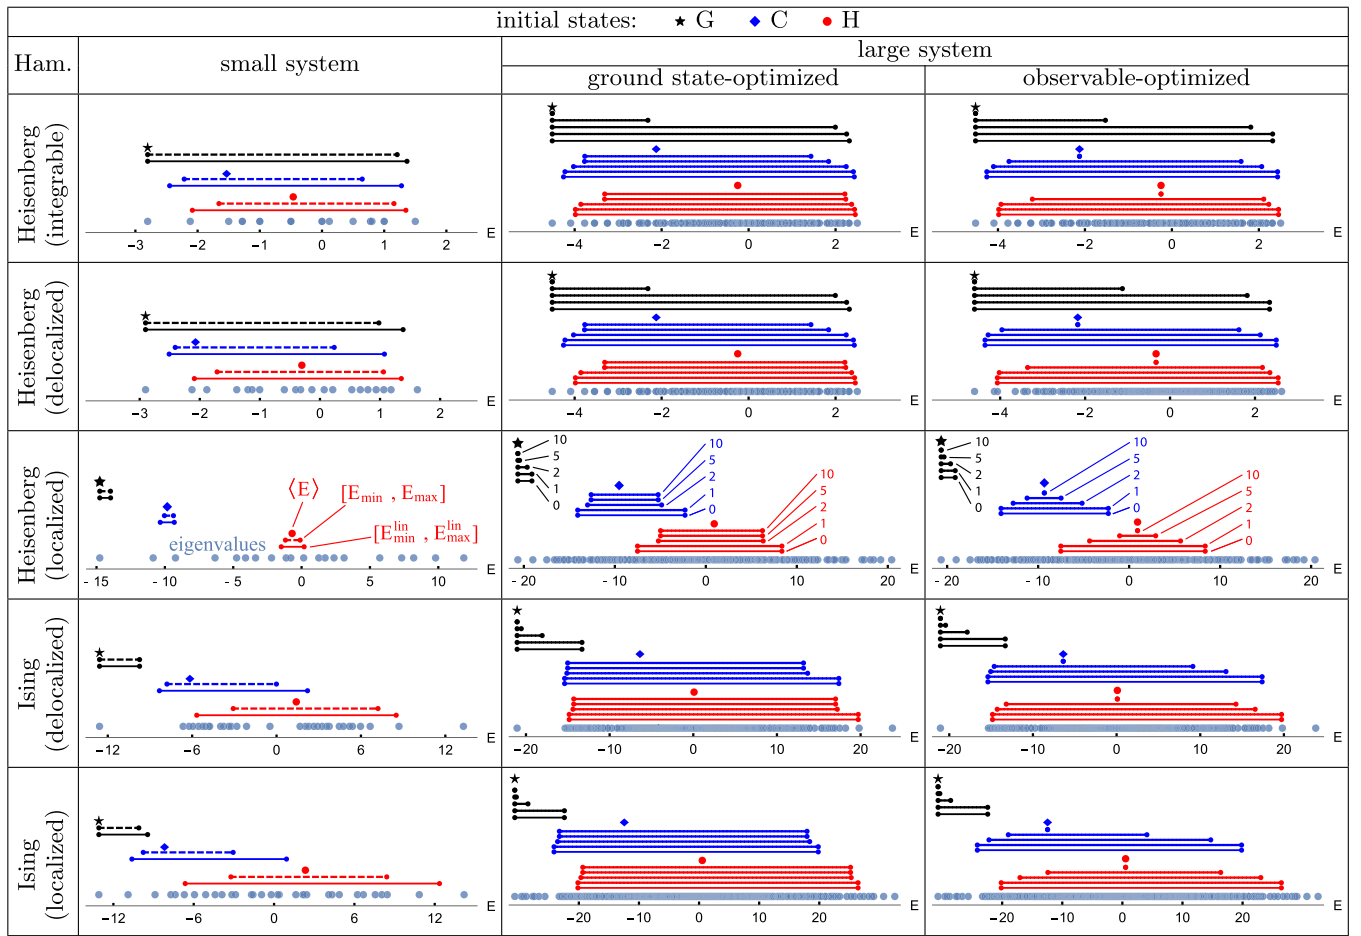 initial states: ★ G ◆ C ● H
Ham.
small system
large system
ground state-optimized
observable-optimized
Heisenberg
(integrable)
−3 −2 −1 0 1 2 E
−4 −2 0 2 E
−4 −2 0 2 E
Heisenberg
(delocalized)
−3 −2 −1 0 1 2 E
−4 −2 0 2 E
−4 −2 0 2 E
Heisenberg
(localized)
⟨E⟩
[Emin , Emax]
[E^lin_min , E^lin_max]
eigenvalues
-15 -10 -5 0 5 10 E
10
5
2
1
0
10
5
2
1
0
10
5
2
1
0
-20 -10 0 10 20 E
10
5
2
1
0
10
5
2
1
0
10
5
2
1
0
-20 -10 0 10 20 E
Ising
(delocalized)
−12 −6 0 6 12 E
−20 −10 0 10 20 E
−20 −10 0 10 20 E
Ising
(localized)
−12 −6 0 6 12 E
−20 −10 0 10 20 E
−20 −10 0 10 20 E